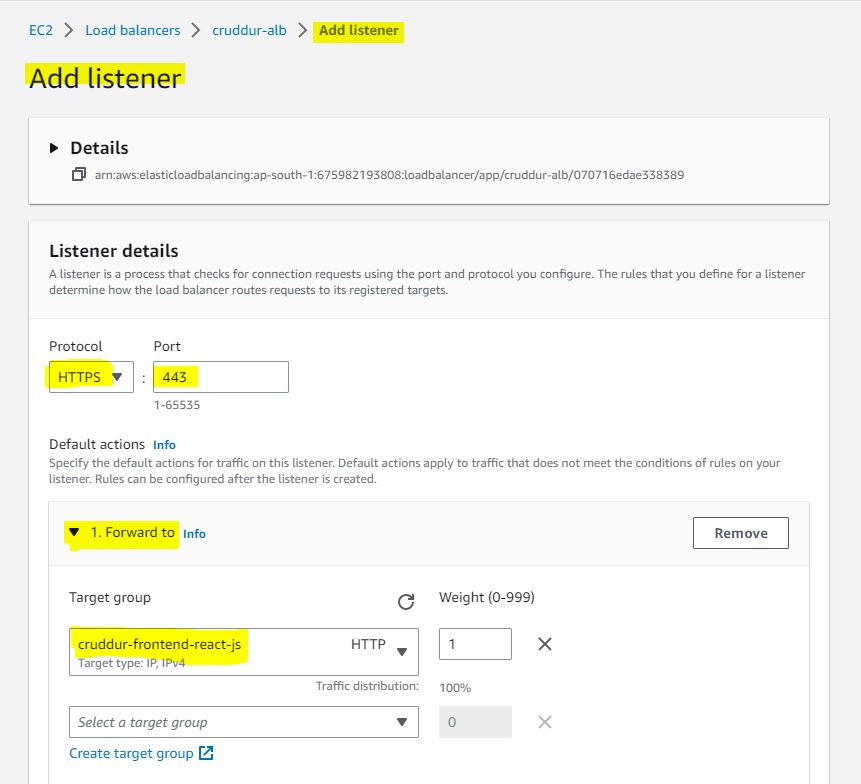 EC2 > Load balancers > cruddur-alb > Add listener
Add listener
Details
arn:aws:elasticloadbalancing:ap-south-1:675982193808:loadbalancer/app/cruddur-alb/070716edae338389
Listener details
A listener is a process that checks for connection requests using the port and protocol you configure. The rules that you define for a listener
determine how the load balancer routes requests to its registered targets.
Protocol Port
HTTPS : 443
1-65535
Default actions Info
Specify the default actions for traffic on this listener. Default actions apply to traffic that does not meet the conditions of rules on your
listener. Rules can be configured after the listener is created.
1. Forward to Info Remove
Target group Weight (0-999)
cruddur-frontend-react-js HTTP 1
Target type: IP, IPv4
Traffic distribution: 100%
Select a target group 0
Create target group